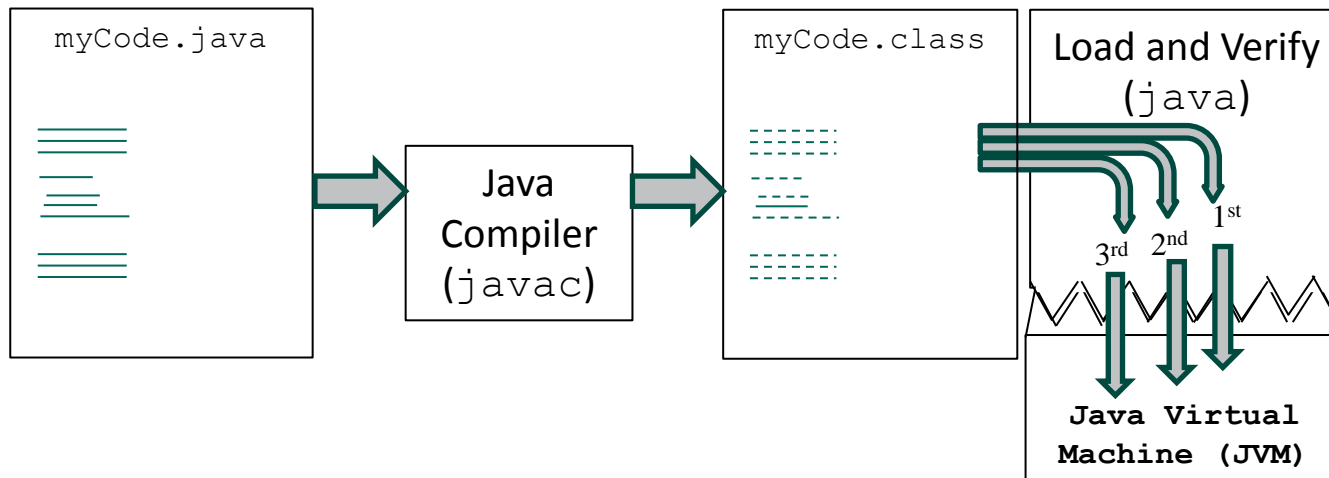 myCode.java
Java
Compiler
(javac)
myCode.class
Load and Verify
(java)
1st
2nd
3rd
Java Virtual
Machine (JVM)